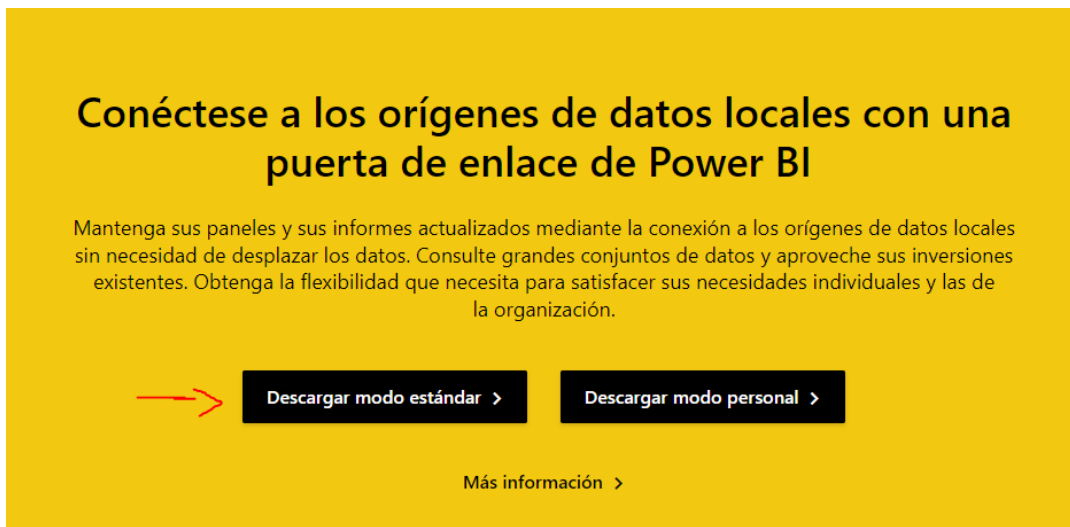 Conéctese a los orígenes de datos locales con una
puerta de enlace de Power BI
Mantenga sus paneles y sus informes actualizados mediante la conexión a los orígenes de datos locales
sin necesidad de desplazar los datos. Consulte grandes conjuntos de datos y aproveche sus inversiones
existentes. Obtenga la flexibilidad que necesita para satisfacer sus necesidades individuales y las de
la organización.
Descargar modo estándar
Descargar modo personal
Más información